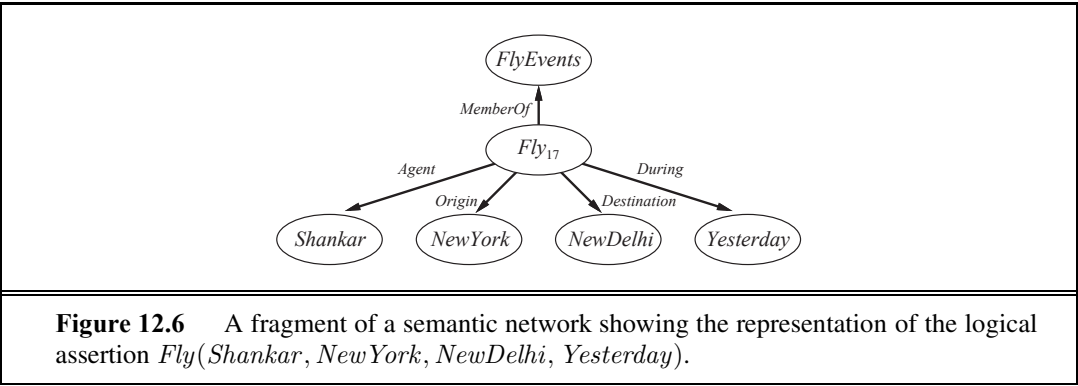 FlyEvents
MemberOf
Fly₁₇
Agent
During
Origin
Destination
Shankar
NewYork
NewDelhi
Yesterday
Figure 12.6 A fragment of a semantic network showing the representation of the logical
assertion Fly(Shankar, NewYork, NewDelhi, Yesterday).